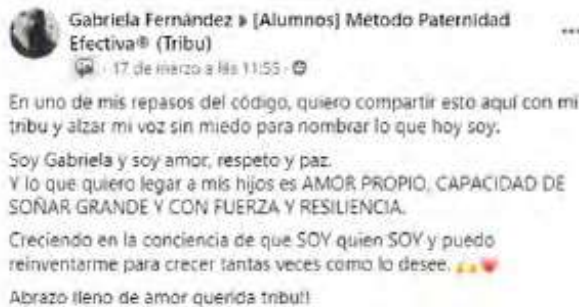 Gabriela Fernández ▸ [Alumnos] Método Paternidad
Efectiva® (Tribu)
17 de marzo a las 11:55 ·
En uno de mis repasos del código, quiero compartir esto aquí con mi
tribu y alzar mi voz sin miedo para nombrar lo que hoy soy.
Soy Gabriela y soy amor, respeto y paz.
Y lo que quiero legar a mis hijos es AMOR PROPIO, CAPACIDAD DE
SOÑAR GRANDE Y CON FUERZA Y RESILIENCIA.
Creciendo en la conciencia de que SOY quien SOY y puedo
reinventarme para crecer tantas veces como lo desee.
Abrazo lleno de amor querida tribu!!